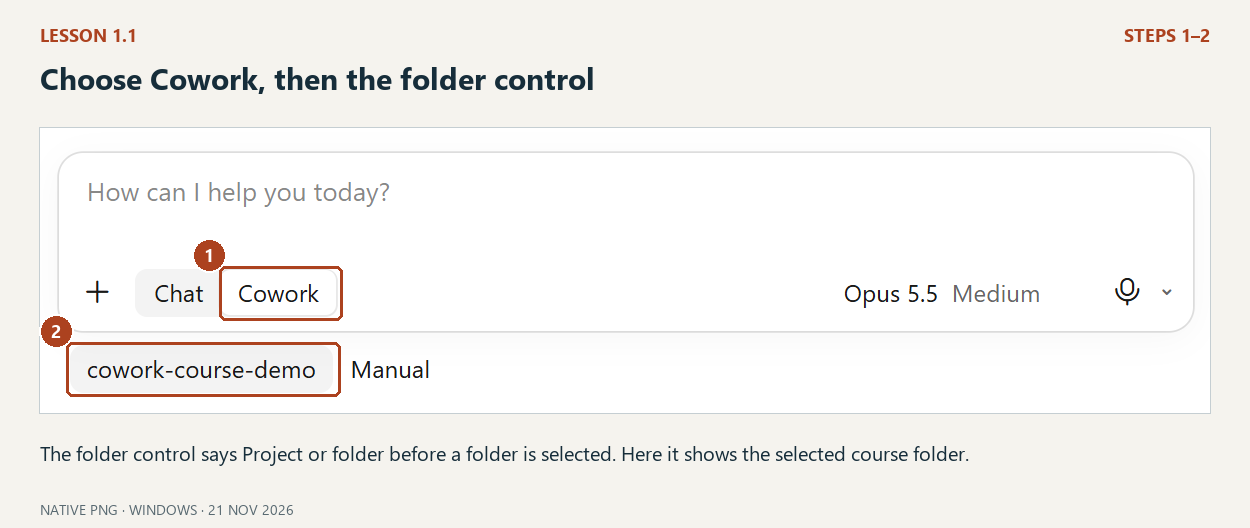 LESSON 1.1
STEPS 1–2
Choose Cowork, then the folder control
How can I help you today?
1
Chat Cowork Opus 5.5 Medium
2
cowork-course-demo Manual
The folder control says Project or folder before a folder is selected. Here it shows the selected course folder.
NATIVE PNG · WINDOWS · 21 NOV 2026